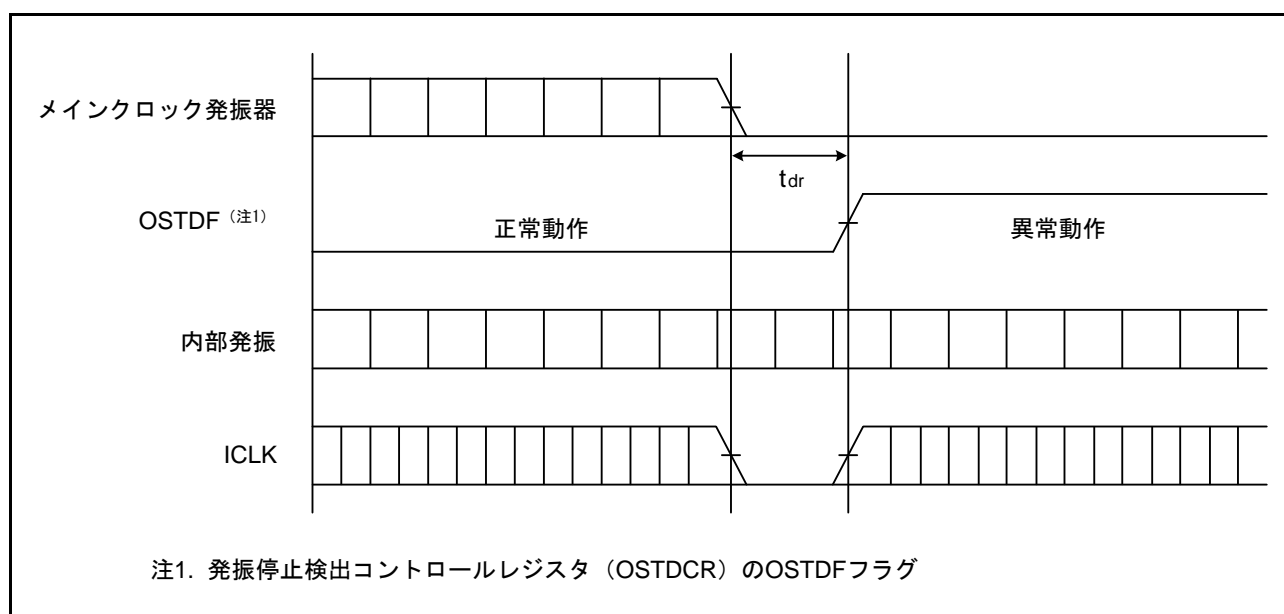 メインクロック発振器
tdr
OSTDF（注1）
正常動作
異常動作
内部発振
ICLK
注1. 発振停止検出コントロールレジスタ（OSTDCR）のOSTDFフラグ